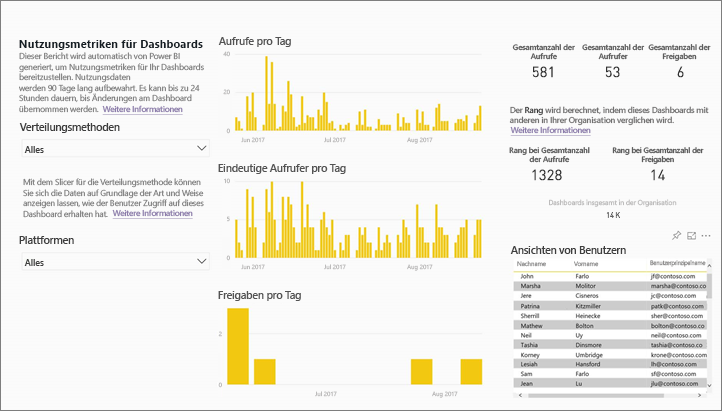 Nutzungsmetriken für Dashboards
Dieser Bericht wird automatisch von Power BI
generiert, um Nutzungsmetriken für Ihr Dashboards
bereitzustellen. Nutzungsdaten
werden 90 Tage lang aufbewahrt. Es kann bis zu 24
Stunden dauern, bis Änderungen am Dashboard
übernommen werden. Weitere Informationen
Verteilungsmethoden
Alles
Mit dem Slicer für die Verteilungsmethode können
Sie sich die Daten auf Grundlage der Art und Weise
anzeigen lassen, wie der Benutzer Zugriff auf dieses
Dashboard erhalten hat. Weitere Informationen
Plattformen
Alles
Aufrufe pro Tag
40
20
0
Jun 2017 Jul 2017 Aug 2017
Eindeutige Aufrufer pro Tag
10
5
0
Jun 2017 Jul 2017 Aug 2017
Freigaben pro Tag
2
0
Jul 2017 Aug 2017
Gesamtanzahl der
Aufrufe
581
Gesamtanzahl der
Aufrufer
53
Gesamtanzahl der
Freigaben
6
Der Rang wird berechnet, indem dieses Dashboards mit
anderen in Ihrer Organisation verglichen wird.
Weitere Informationen
Rang bei Gesamtanzahl
der Aufrufe
1328
Rang bei Gesamtanzahl der
Freigaben
14
Dashboards insgesamt in der Organisation
14 K
Ansichten von Benutzern
Nachname Vorname Benutzerprinzipalname
John Farlo jf@contoso.com
Marsha Molitor marsha@contoso.co
Jere Cisneros jc@contoso.com
Patrina Kitzmiller patk@contoso.com
Sherrill Heinecke sher@contoso.com
Mathew Bolton bolton@contoso.co
Neil Uy neil@contoso.com
Tashia Dinsmore tashia@contoso.co
Korney Umbridge krone@contoso.com
Lesiah Hansford lh@contoso.com
Sam Farlo sf@contoso.com
Jean Lu jlu@contoso.com